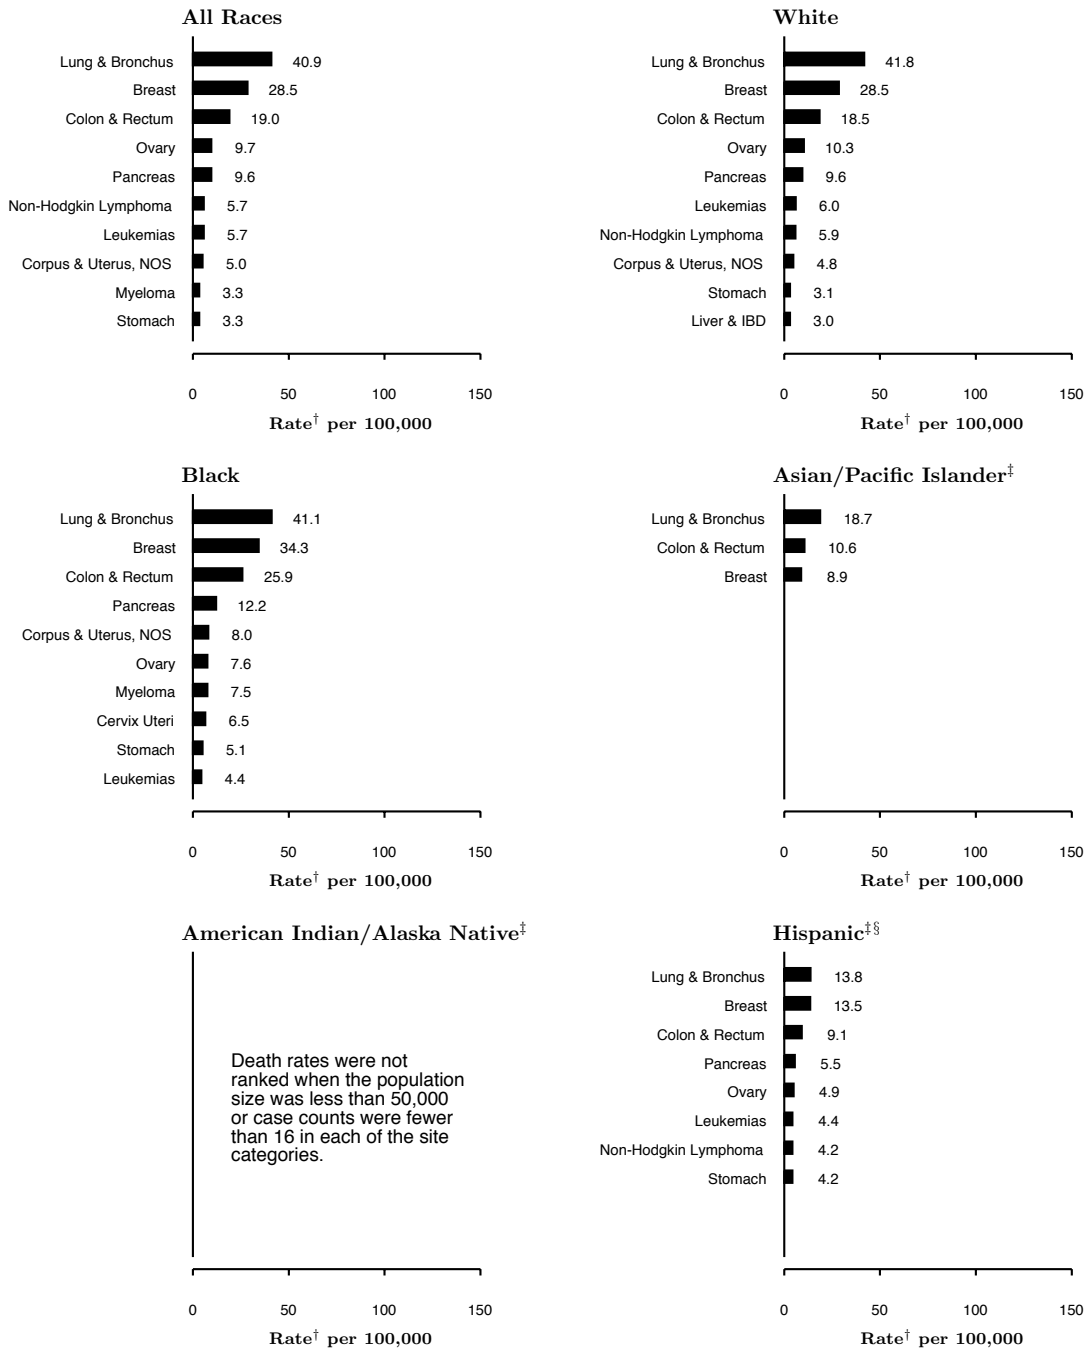 All Races
Lung & Bronchus 40.9
Breast 28.5
Colon & Rectum 19.0
Ovary 9.7
Pancreas 9.6
Non-Hodgkin Lymphoma 5.7
Leukemias 5.7
Corpus & Uterus, NOS 5.0
Myeloma 3.3
Stomach 3.3
0 50 100 150
Rate† per 100,000
White
Lung & Bronchus 41.8
Breast 28.5
Colon & Rectum 18.5
Ovary 10.3
Pancreas 9.6
Leukemias 6.0
Non-Hodgkin Lymphoma 5.9
Corpus & Uterus, NOS 4.8
Stomach 3.1
Liver & IBD 3.0
0 50 100 150
Rate† per 100,000
Black
Lung & Bronchus 41.1
Breast 34.3
Colon & Rectum 25.9
Pancreas 12.2
Corpus & Uterus, NOS 8.0
Ovary 7.6
Myeloma 7.5
Cervix Uteri 6.5
Stomach 5.1
Leukemias 4.4
0 50 100 150
Rate† per 100,000
Asian/Pacific Islander‡
Lung & Bronchus 18.7
Colon & Rectum 10.6
Breast 8.9
0 50 100 150
Rate† per 100,000
American Indian/Alaska Native‡
Death rates were not
ranked when the population
size was less than 50,000
or case counts were fewer
than 16 in each of the site
categories.
0 50 100 150
Rate† per 100,000
Hispanic‡§
Lung & Bronchus 13.8
Breast 13.5
Colon & Rectum 9.1
Pancreas 5.5
Ovary 4.9
Leukemias 4.4
Non-Hodgkin Lymphoma 4.2
Stomach 4.2
0 50 100 150
Rate† per 100,000